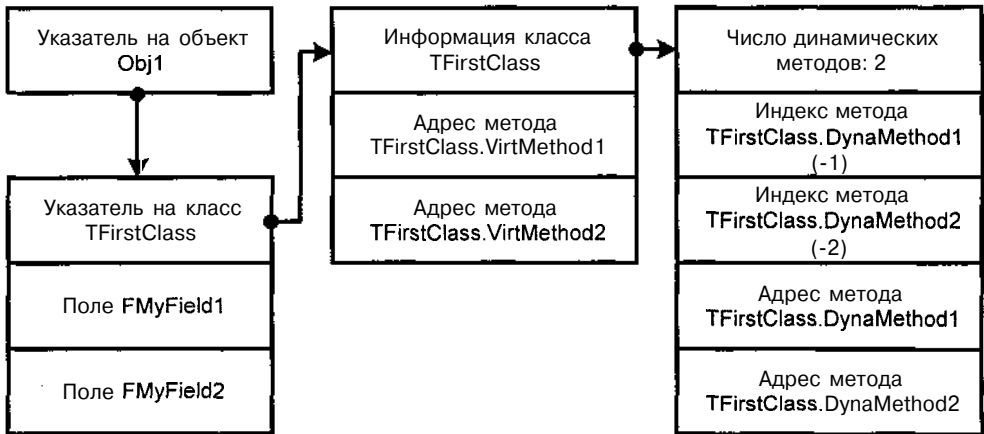 Указатель на объект
Obj1
Указатель на класс
TFirstClass
Поле FMyField1
Поле FMyField2
Информация класса
TFirstClass
Адрес метода
TFirstClass.VirtMethod1
Адрес метода
TFirstClass.VirtMethod2
Число динамических
методов: 2
Индекс метода
TFirstClass.DynaMethod1
(-1)
Индекс метода
TFirstClass.DynaMethod2
(-2)
Адрес метода
TFirstClass.DynaMethod1
Адрес метода
TFirstClass.DynaMethod2